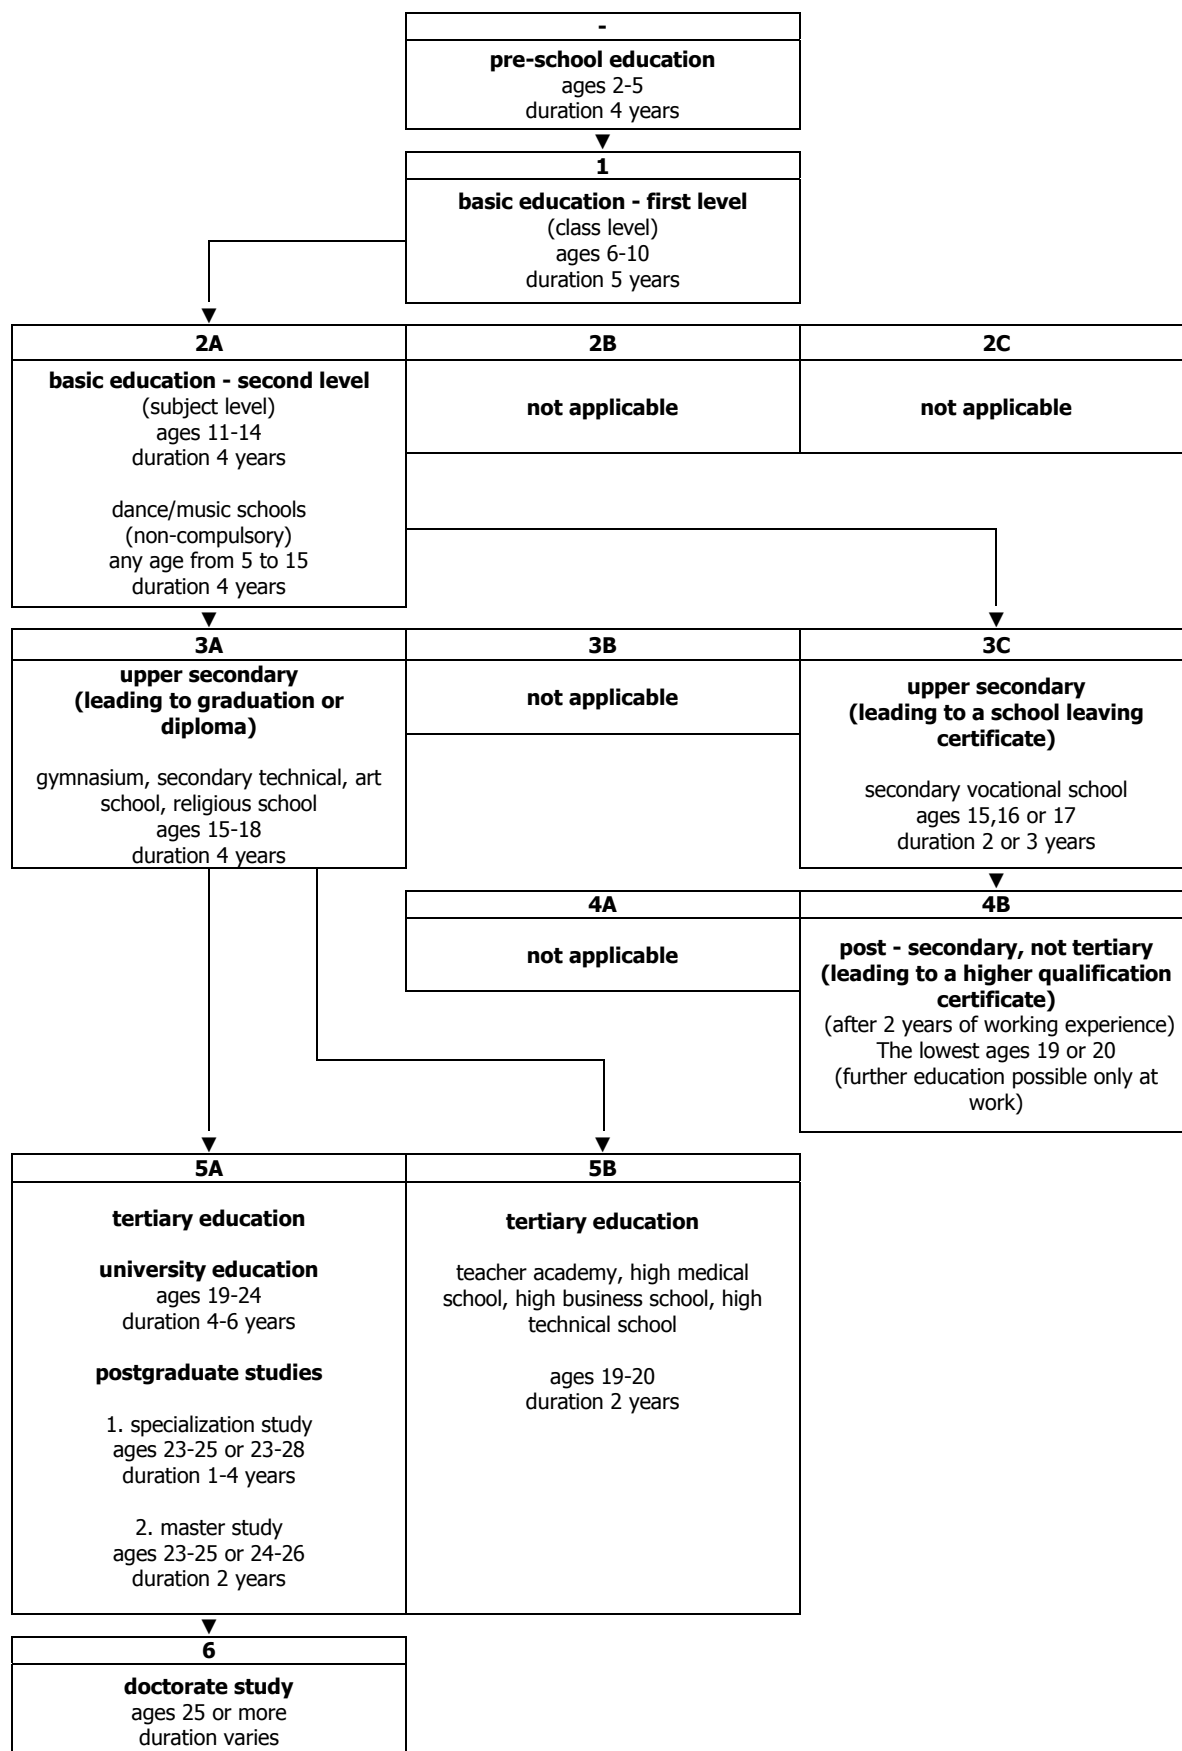 -
pre-school education
ages 2-5
duration 4 years
1
basic education - first level
(class level)
ages 6-10
duration 5 years
2A
basic education - second level
(subject level)
ages 11-14
duration 4 years
dance/music schools
(non-compulsory)
any age from 5 to 15
duration 4 years
2B
not applicable
2C
not applicable
3A
upper secondary
(leading to graduation or
diploma)
gymnasium, secondary technical, art
school, religious school
ages 15-18
duration 4 years
3B
not applicable
3C
upper secondary
(leading to a school leaving
certificate)
secondary vocational school
ages 15,16 or 17
duration 2 or 3 years
4A
not applicable
4B
post - secondary, not tertiary
(leading to a higher qualification
certificate)
(after 2 years of working experience)
The lowest ages 19 or 20
(further education possible only at
work)
5A
tertiary education
university education
ages 19-24
duration 4-6 years
postgraduate studies
1. specialization study
ages 23-25 or 23-28
duration 1-4 years
2. master study
ages 23-25 or 24-26
duration 2 years
5B
tertiary education
teacher academy, high medical
school, high business school, high
technical school
ages 19-20
duration 2 years
6
doctorate study
ages 25 or more
duration varies